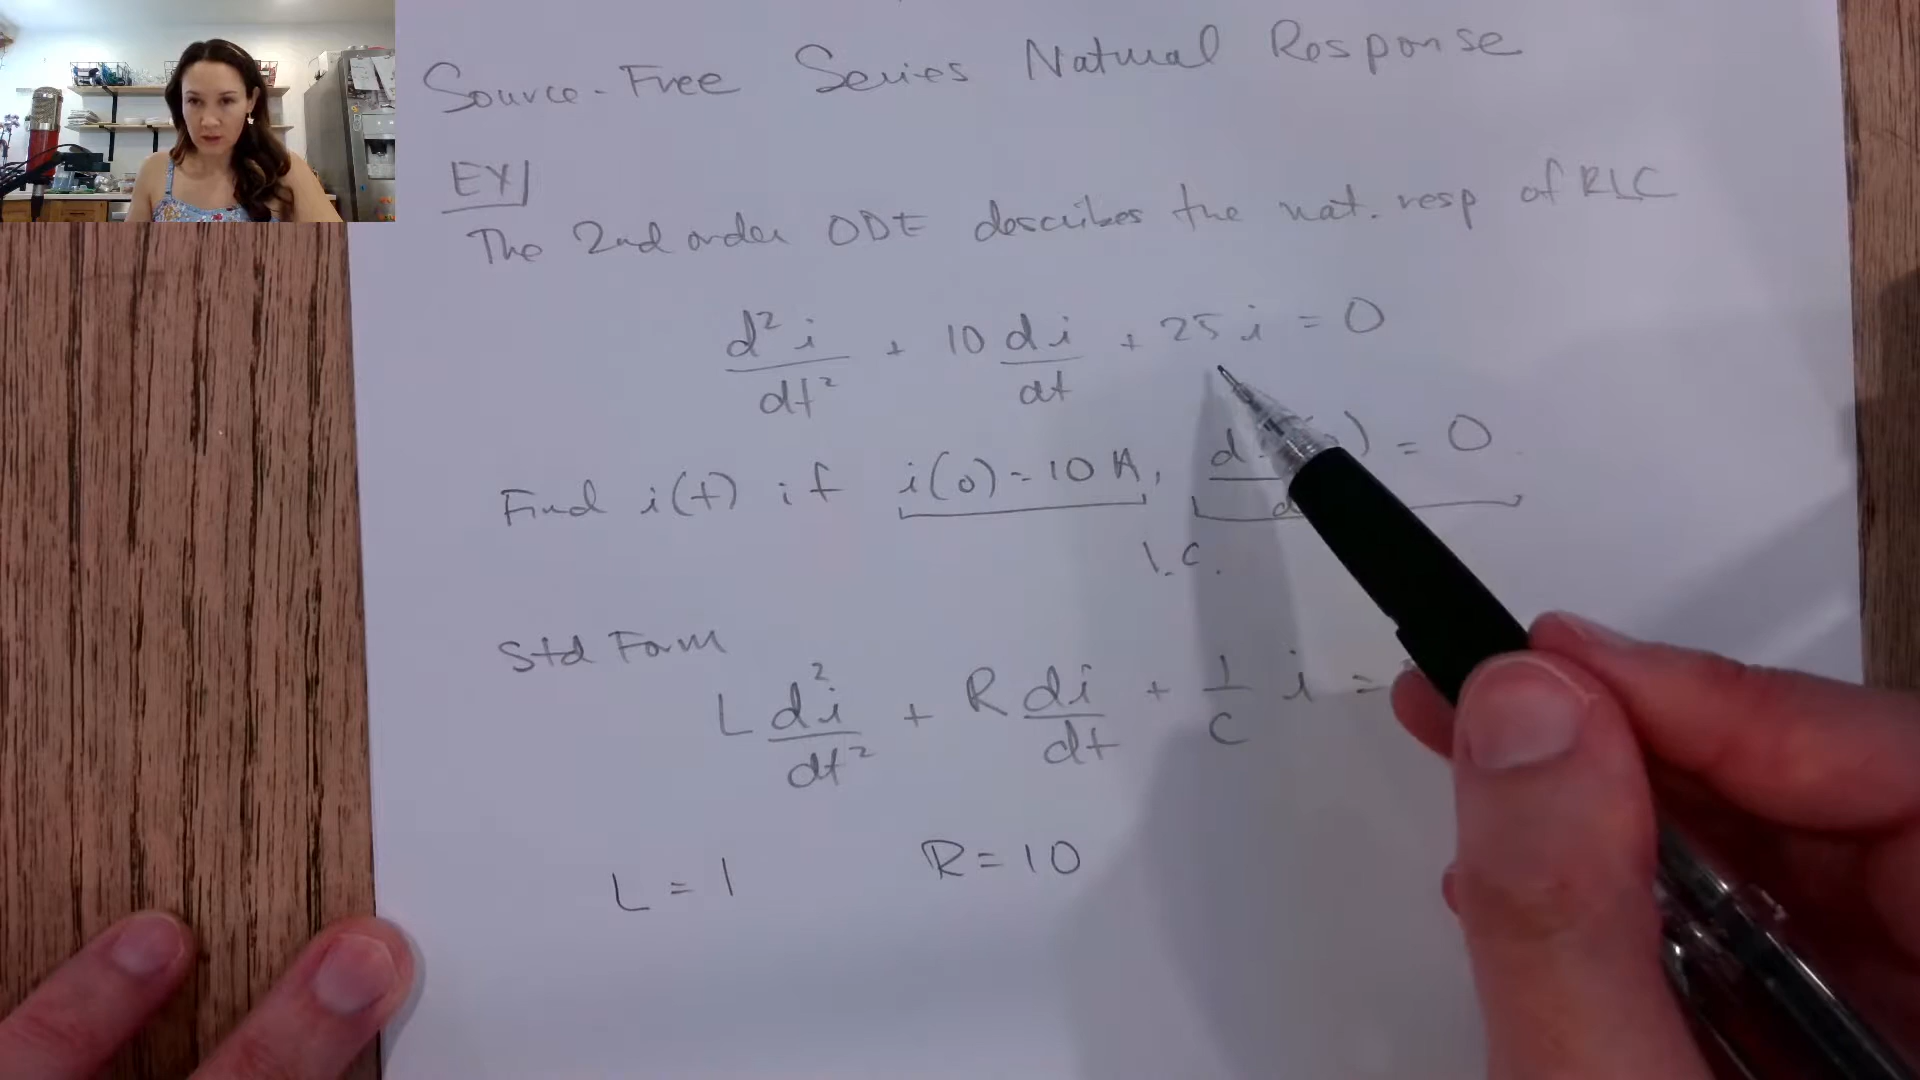 Source-Free Series Natural Response
EX1
The 2nd order ODE describes the nat. resp of RLC
d²i/dt² + 10 di/dt + 25 i = 0
Find i(t) if i(0) = 10 A, d ) = 0
I.C.
Std Form
L d²i/dt² + R di/dt + 1/C i =
L = 1 R = 10